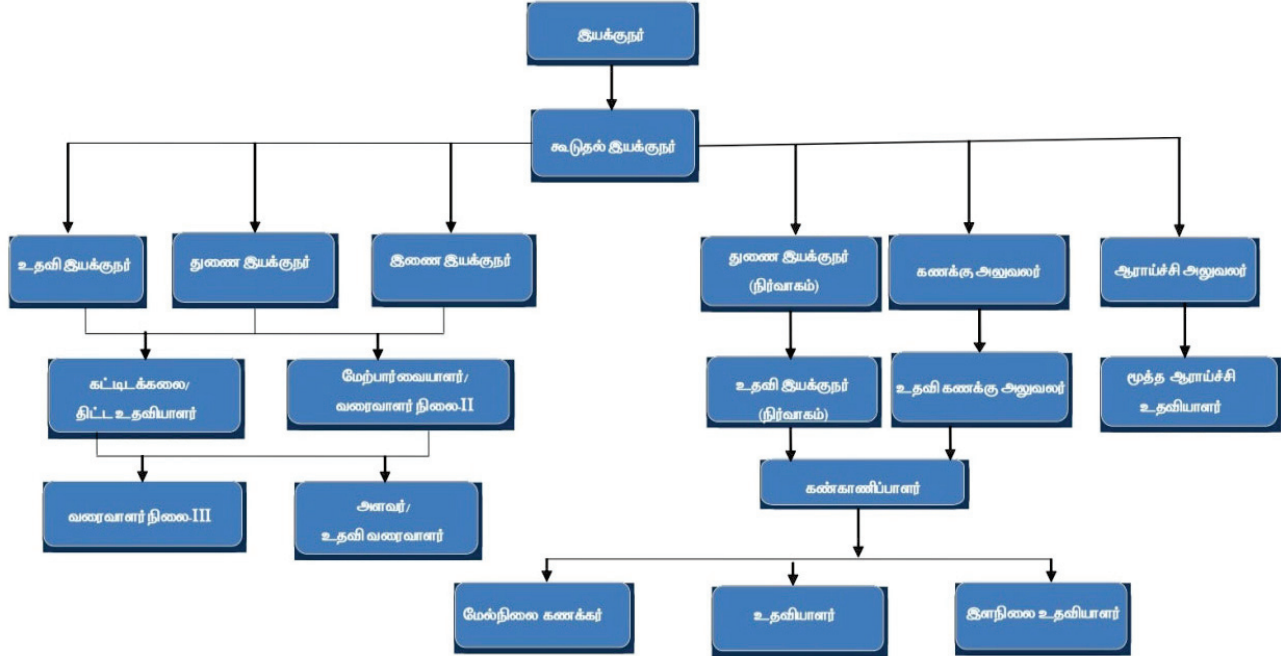 இயக்குநர்
கூடுதல் இயக்குநர்
உதவி இயக்குநர்
துணை இயக்குநர்
இணை இயக்குநர்
துணை இயக்குநர்
(நிர்வாகம்)
கணக்கு அலுவலர்
ஆராய்ச்சி அலுவலர்
கட்டிடக்கலை/
திட்ட உதவியாளர்
மேற்பார்வையாளர்/
வரைவாளர் நிலை-II
உதவி இயக்குநர்
(நிர்வாகம்)
உதவி கணக்கு அலுவலர்
மூத்த ஆராய்ச்சி
உதவியாளர்
வரைவாளர் நிலை-III
அளவர்/
உதவி வரைவாளர்
கண்காணிப்பாளர்
மேல்நிலை கணக்கர்
உதவியாளர்
இளநிலை உதவியாளர்